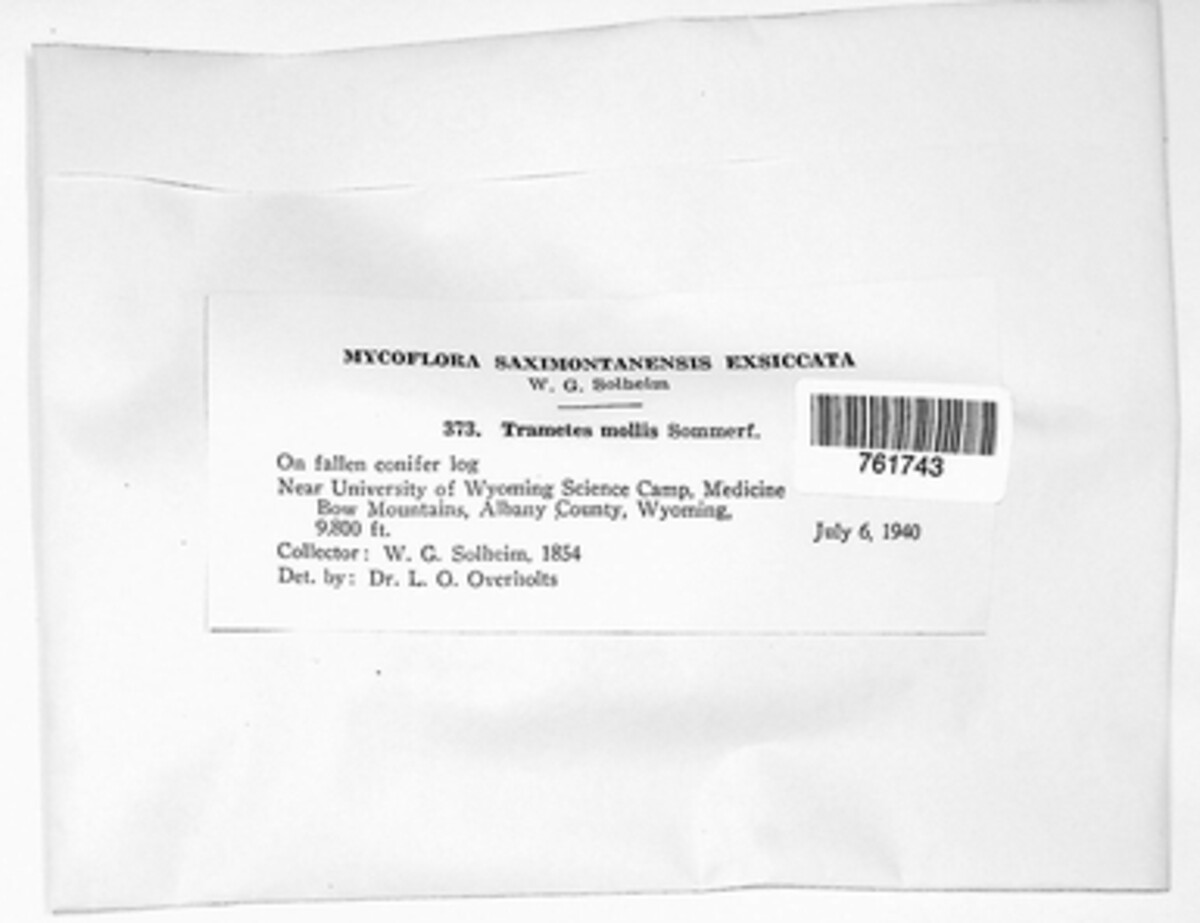 MYCOFLORA SAXIMONTANENSIS EXSICCATA
W. G. Solheim
373. Trametes mollis Sommerf.
761743
On fallen conifer log
Near University of Wyoming Science Camp, Medicine
Bow Mountains, Albany County, Wyoming,
9,800 ft.
July 6, 1940
Collector: W. G. Solheim, 1854
Det. by: Dr. L. O. Overholts